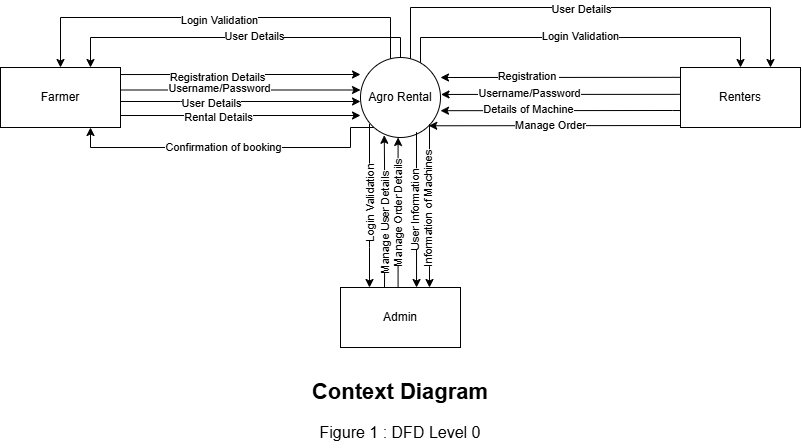 User Details
Login Validation
User Details
Login Validation
Registration Details
Username/Password
User Details
Rental Details
Farmer
Agro Rental
Registration
Username/Password
Details of Machine
Manage Order
Renters
Confirmation of booking
Login Validation
Manage User Details
Manage Order Details
User Information
Information of Machines
Admin
Context Diagram
Figure 1 : DFD Level 0